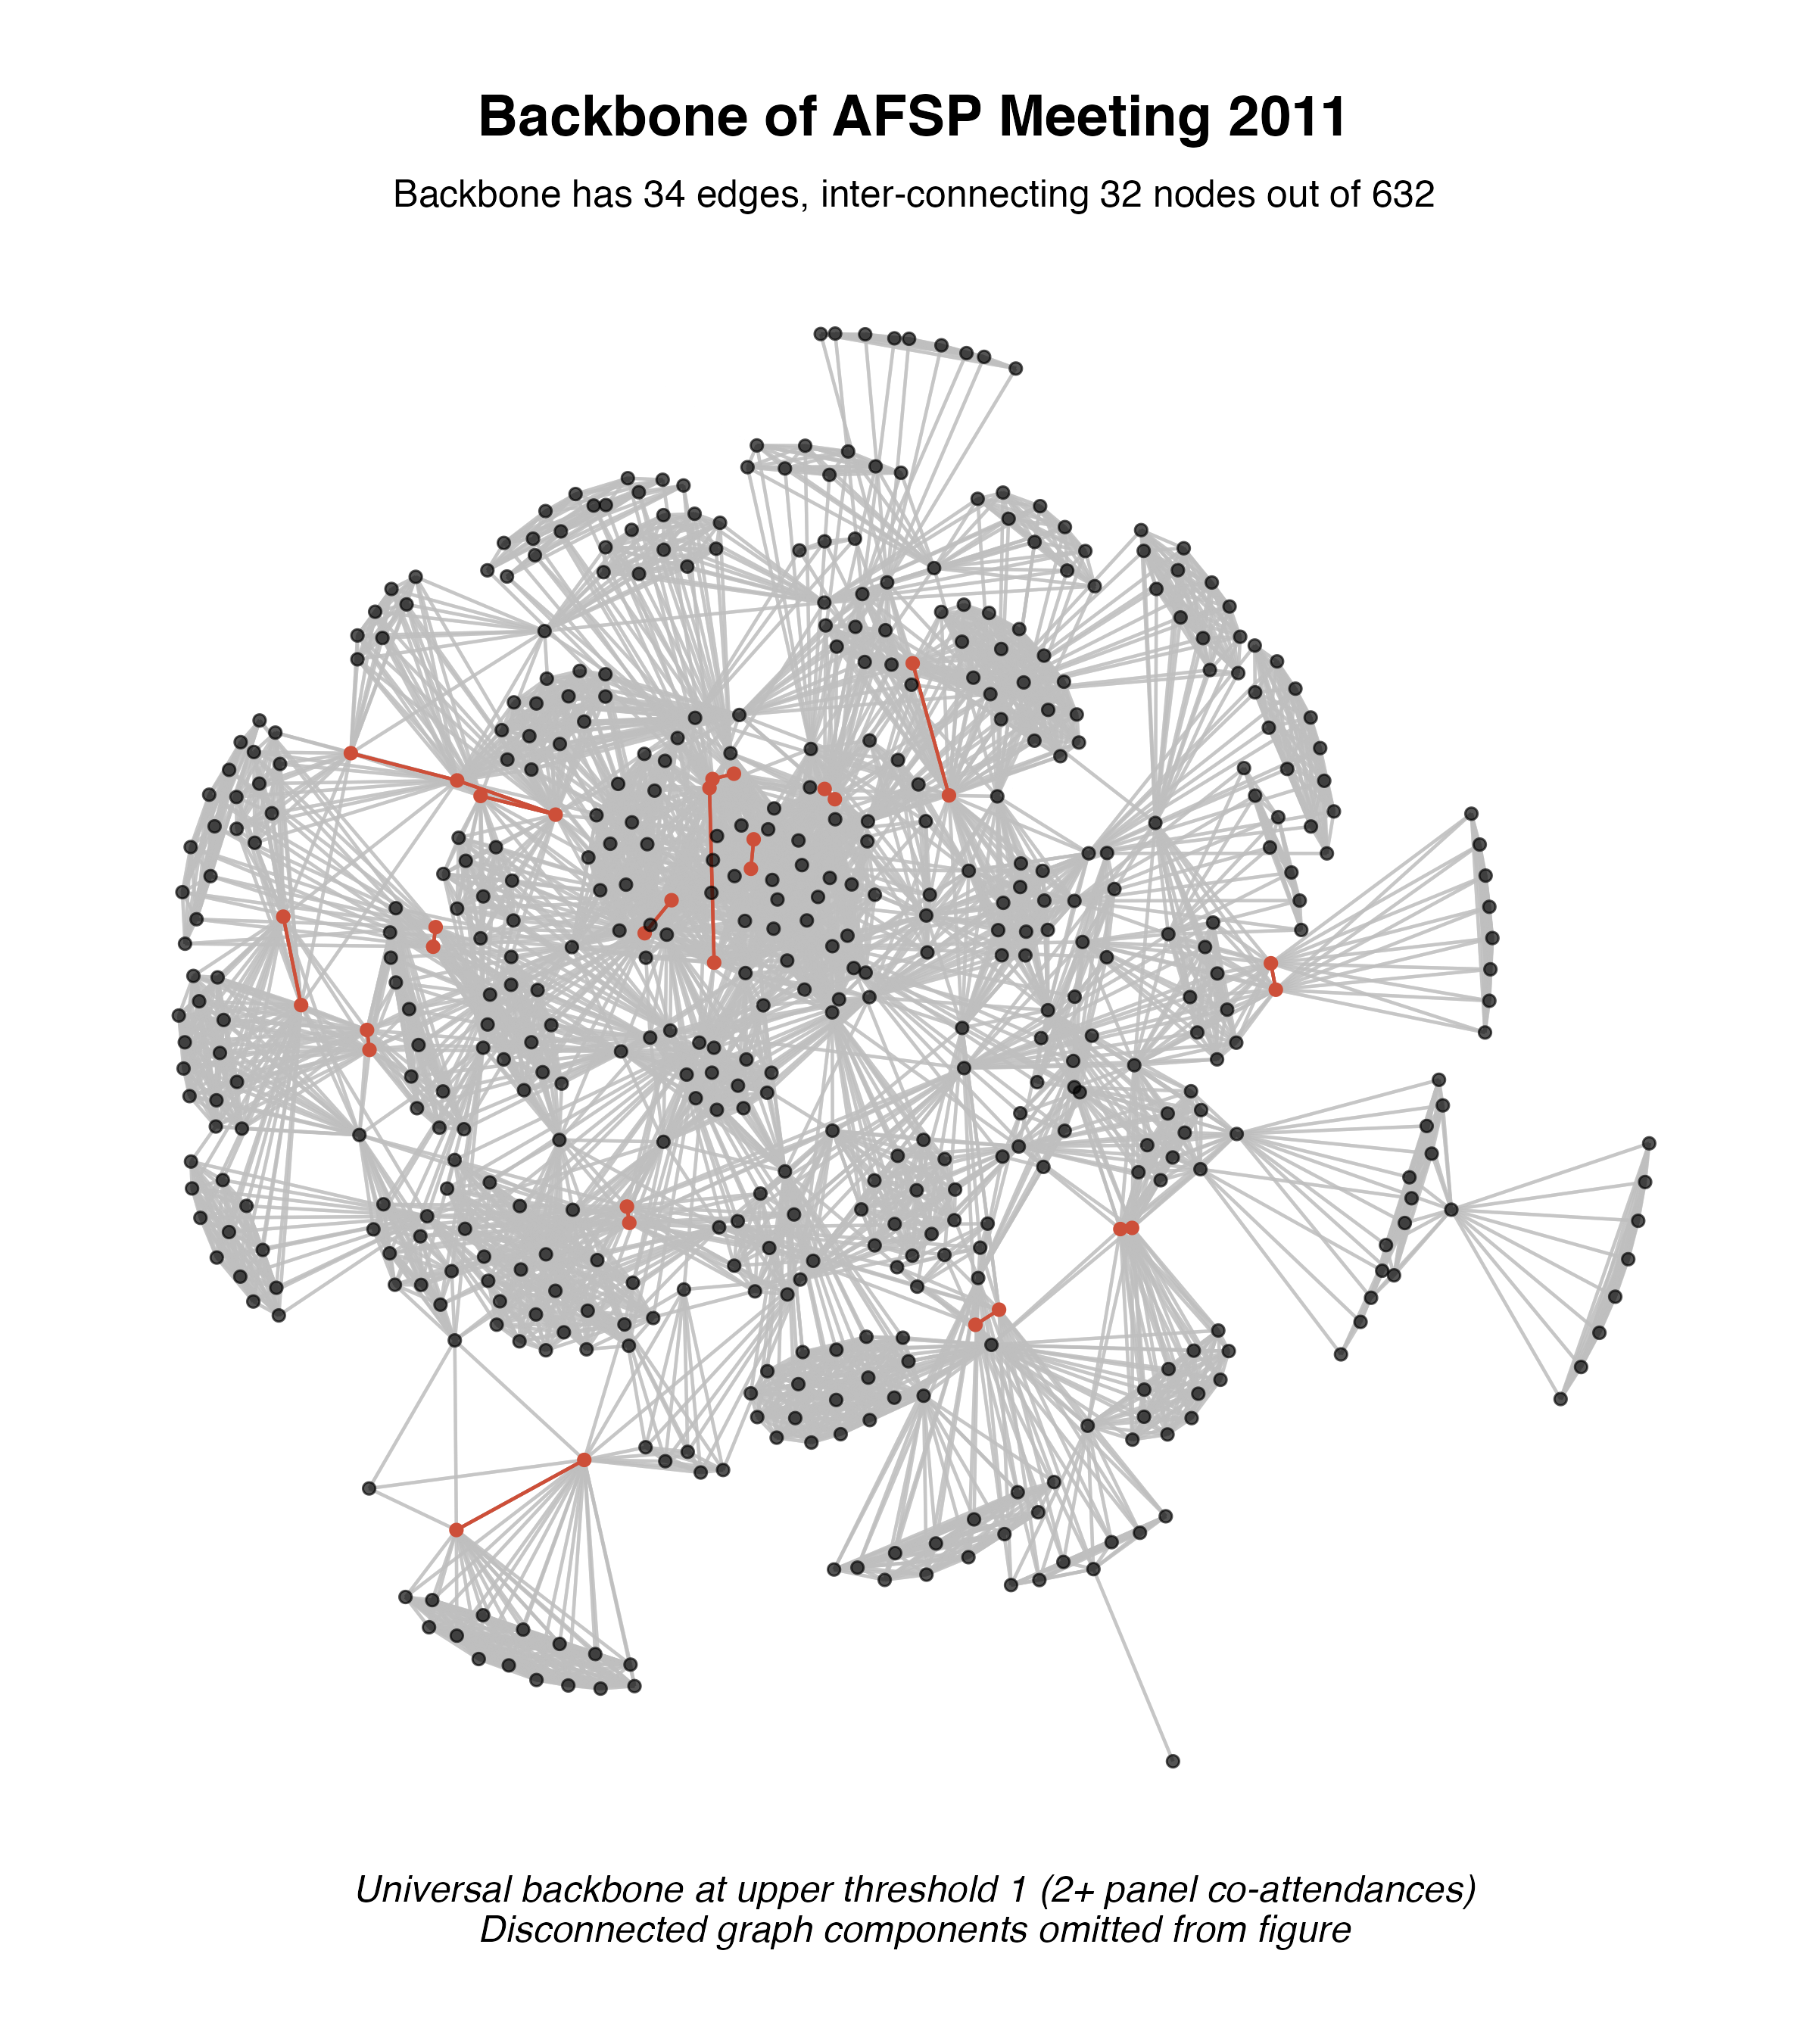 Backbone of AFSP Meeting 2011
Backbone has 34 edges, inter-connecting 32 nodes out of 632
Universal backbone at upper threshold 1 (2+ panel co-attendances)
Disconnected graph components omitted from figure